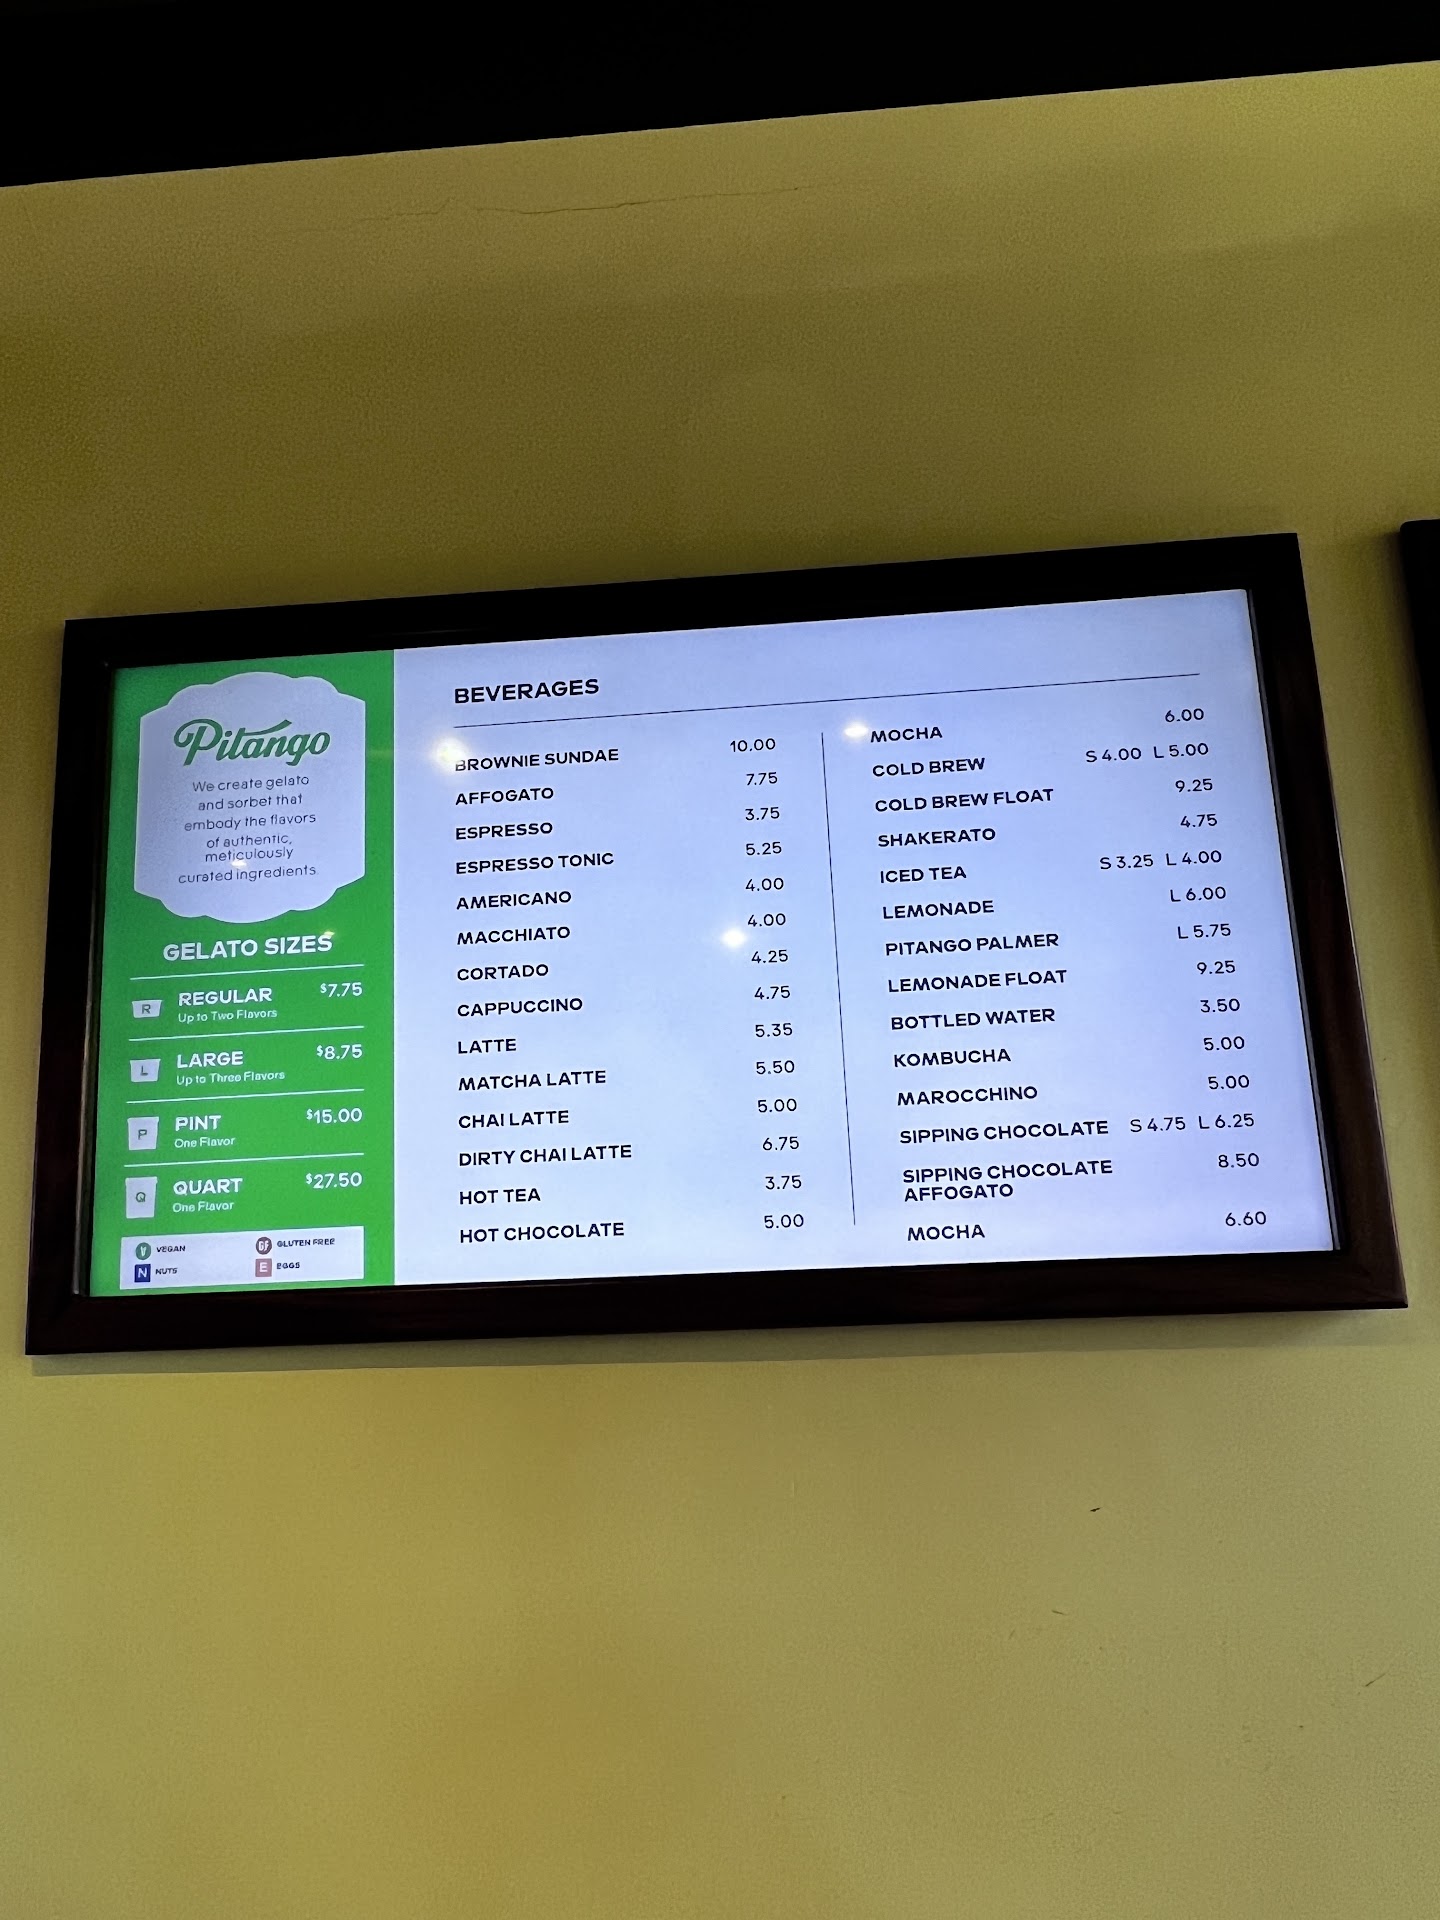 Pitango
We create gelato
and sorbet that
embody the flavors
of authentic,
meticulously
curated ingredients.
GELATO SIZES
R REGULAR $7.75
Up to Two Flavors
L LARGE $8.75
Up to Three Flavors
P PINT $15.00
One Flavor
Q QUART $27.50
One Flavor
V VEGAN GF GLUTEN FREE
N NUTS E EGGS
BEVERAGES
BROWNIE SUNDAE 10.00
AFFOGATO 7.75
ESPRESSO 3.75
ESPRESSO TONIC 5.25
AMERICANO 4.00
MACCHIATO 4.00
CORTADO 4.25
CAPPUCCINO 4.75
LATTE 5.35
MATCHA LATTE 5.50
CHAI LATTE 5.00
DIRTY CHAI LATTE 6.75
HOT TEA 3.75
HOT CHOCOLATE 5.00
MOCHA 6.00
COLD BREW S 4.00 L 5.00
COLD BREW FLOAT 9.25
SHAKERATO 4.75
ICED TEA S 3.25 L 4.00
LEMONADE L 6.00
PITANGO PALMER L 5.75
LEMONADE FLOAT 9.25
BOTTLED WATER 3.50
KOMBUCHA 5.00
MAROCCHINO 5.00
SIPPING CHOCOLATE S 4.75 L 6.25
SIPPING CHOCOLATE 8.50
AFFOGATO
MOCHA 6.60